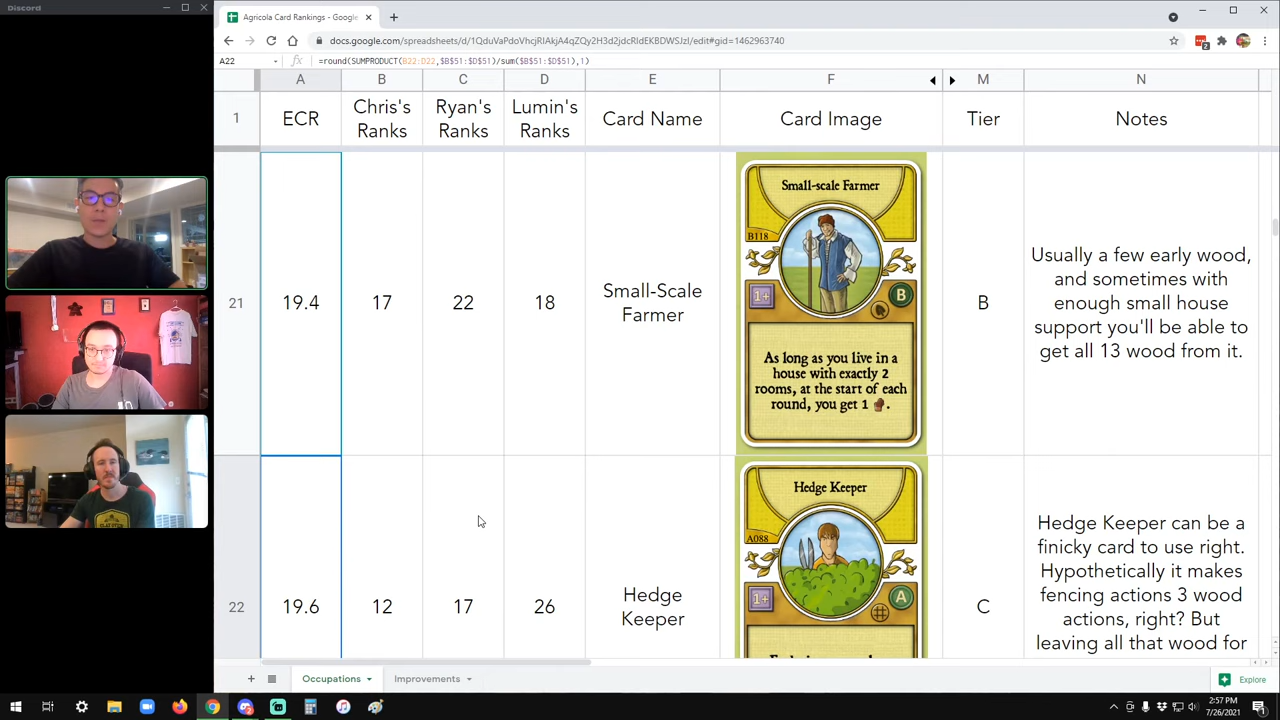 Discord
Agricola Card Rankings - Google
docs.google.com/spreadsheets/d/1QduVaPdoVhcjRIAkjA4qZQy2H3d2jdcRIdEKBDWSJzI/edit#gid=1462963740
A22
=round(SUMPRODUCT(B22:D22,$B$51:$D$51)/sum($B$51:$D$51),1)
A B C D E F M N
1
ECR
Chris's
Ranks
Ryan's
Ranks
Lumin's
Ranks
Card Name
Card Image
Tier
Notes
21
19.4
17
22
18
Small-Scale
Farmer
Small-scale Farmer
B118
1+
B
As long as you live in a
house with exactly 2
rooms, at the start of each
round, you get 1
B
Usually a few early wood,
and sometimes with
enough small house
support you'll be able to
get all 13 wood from it.
22
19.6
12
17
26
Hedge
Keeper
Hedge Keeper
A088
1+
A
C
Hedge Keeper can be a
finicky card to use right.
Hypothetically it makes
fencing actions 3 wood
actions, right? But
leaving all that wood for
Occupations
Improvements
Explore
2:57 PM
7/26/2021